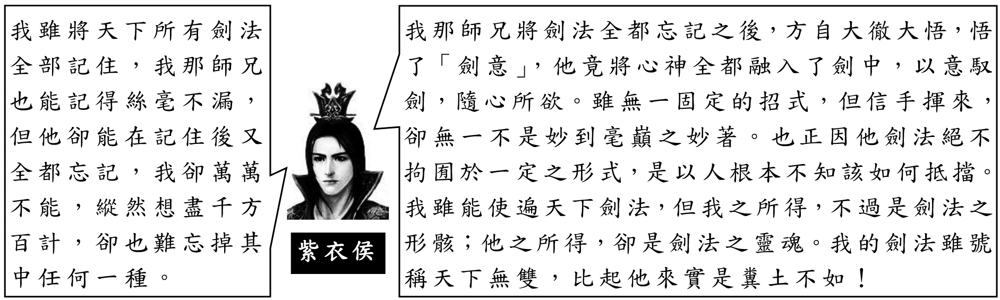 我雖將天下所有劍法
全部記住，我那師兄
也能記得絲毫不漏，
但他卻能在記住後又
全都忘記，我卻萬萬
不能，縱然想盡千方
百計，卻也難忘掉其
中任何一種。
紫衣侯
我那師兄將劍法全都忘記之後，方自大徹大悟，悟
了「劍意」，他竟將心神全都融入了劍中，以意馭
劍，隨心所欲。雖無一固定的招式，但信手揮來，
卻無一不是妙到毫巔之妙著。也正因他劍法絕不
拘囿於一定之形式，是以人根本不知該如何抵擋。
我雖能使遍天下劍法，但我之所得，不過是劍法之
形骸；他之所得，卻是劍法之靈魂。我的劍法雖號
稱天下無雙，比起他來實是糞土不如！